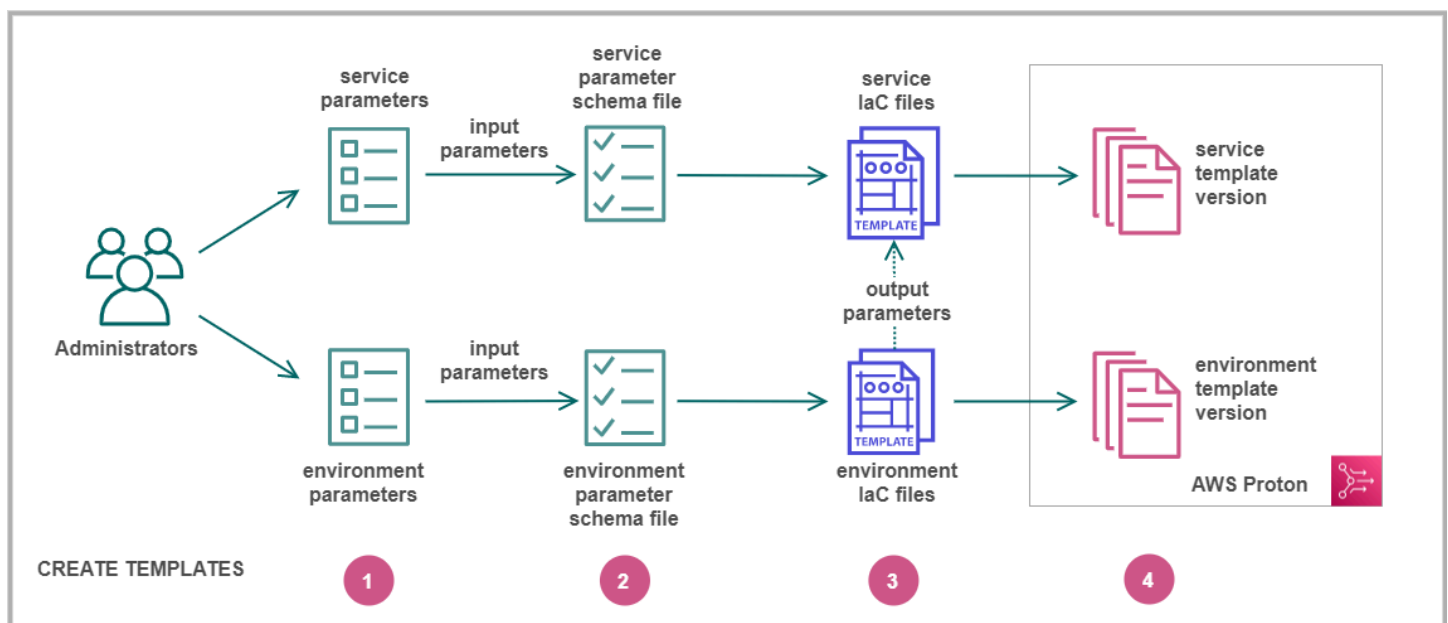 service
parameters
input
parameters
service
parameter
schema file
service
IaC files
TEMPLATE
service
template
version
Administrators
output
parameters
input
parameters
environment
parameters
environment
parameter
schema file
TEMPLATE
environment
IaC files
environment
template
version
AWS Proton
CREATE TEMPLATES
1
2
3
4